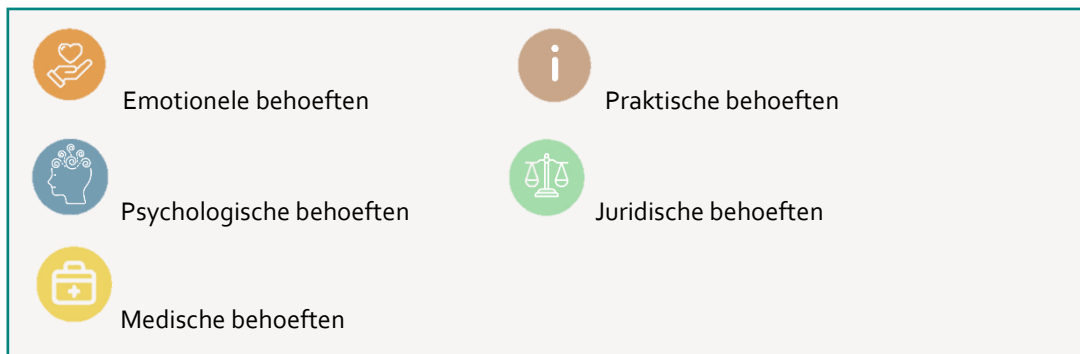 Emotionele behoeften
Praktische behoeften
Psychologische behoeften
Juridische behoeften
Medische behoeften